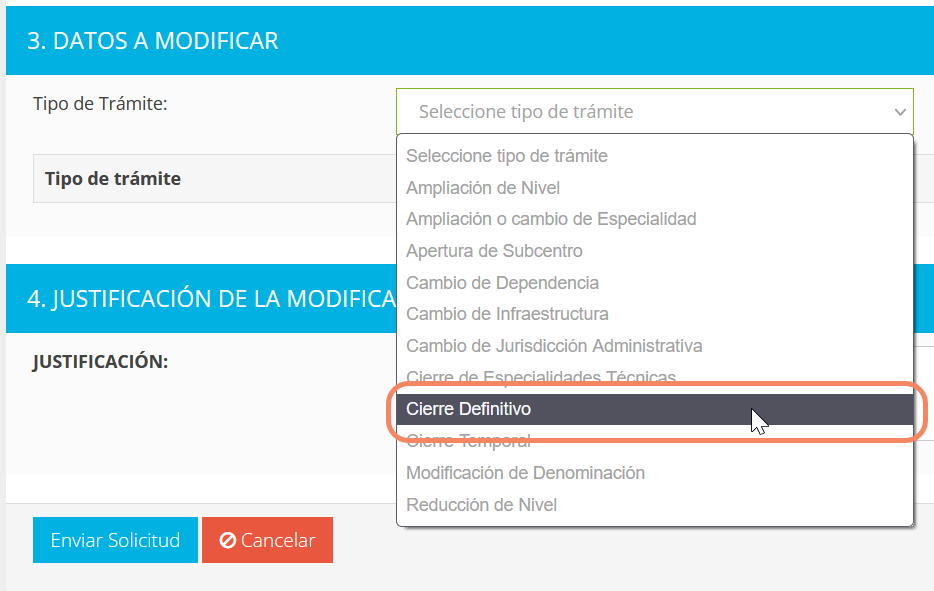 3. DATOS A MODIFICAR
Tipo de Trámite:
Seleccione tipo de trámite
Seleccione tipo de trámite
Tipo de trámite
Ampliación de Nivel
Ampliación o cambio de Especialidad
Apertura de Subcentro
Cambio de Dependencia
4. JUSTIFICACIÓN DE LA MODIFICA
Cambio de Infraestructura
Cambio de Jurisdicción Administrativa
JUSTIFICACIÓN:
Cierre de Especialidades Técnicas
Cierre Definitivo
Cierre Temporal
Modificación de Denominación
Reducción de Nivel
Enviar Solicitud
Cancelar